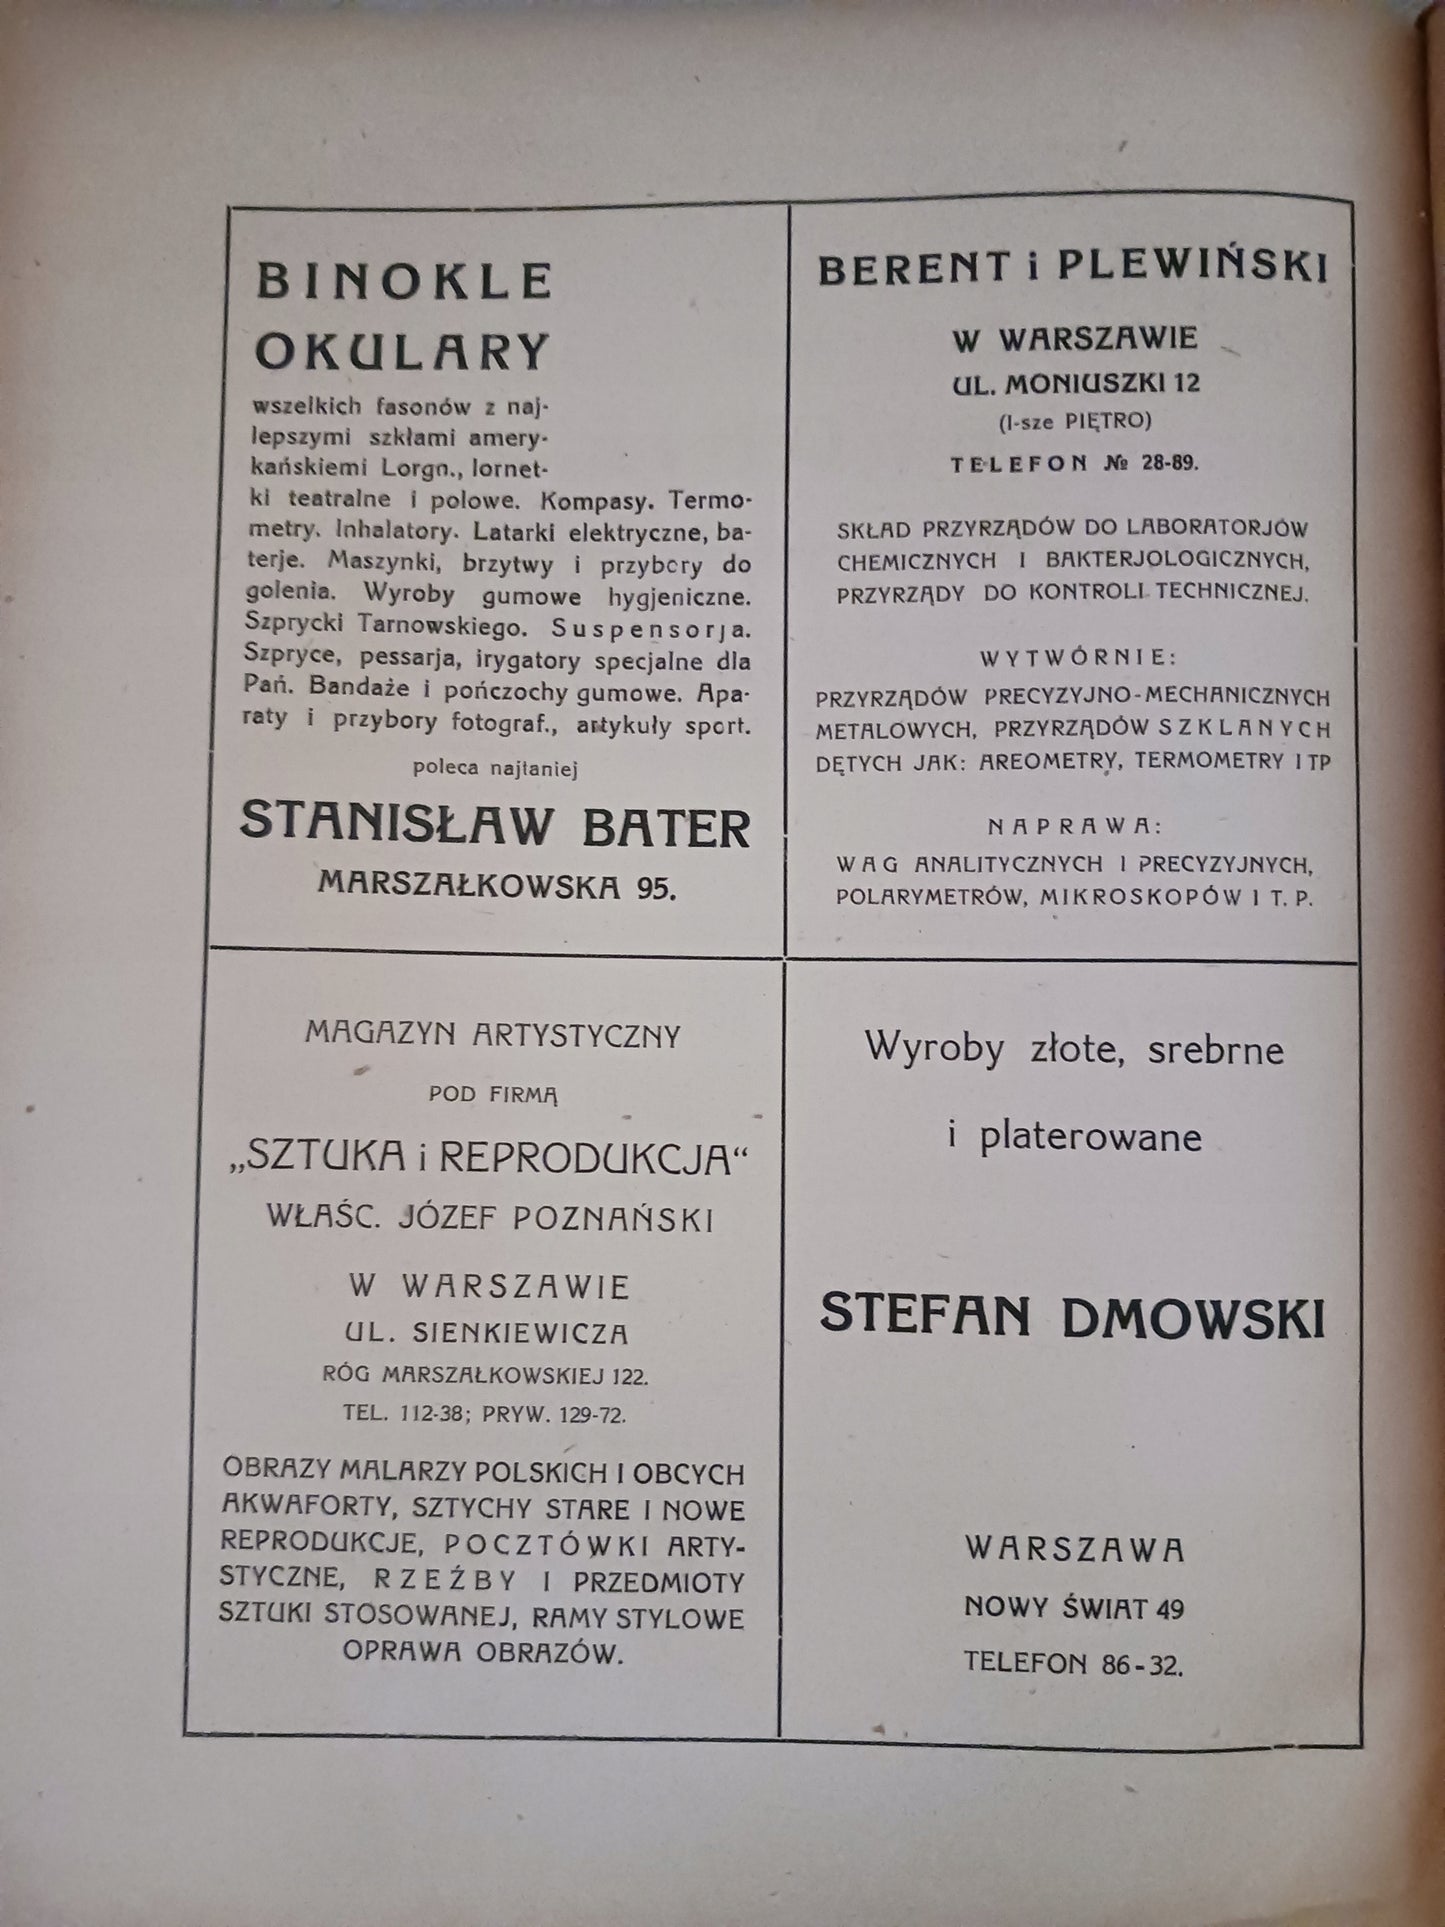 BINOKLE
OKULARY
wszelkich fasonów z naj-
lepszymi szkłami amery-
kańskiemi Lorgn., lornet-
ki teatralne i polowe. Kompasy. Termo-
metry. Inhalatory. Latarki elektryczne, ba-
terje. Maszynki, brzytwy i przybory do
golenia. Wyroby gumowe hygjeniczne.
Szprycki Tarnowskiego. Suspensorja.
Szpryce, pessarja, irygatory specjalne dla
Pań. Bandaże i pończochy gumowe. Apa-
raty i przybory fotograf., artykuły sport.
poleca najtaniej
STANISŁAW BATER
MARSZAŁKOWSKA 95.
BERENT i PLEWIŃSKI
W WARSZAWIE
UL. MONIUSZKI 12
(I-sze PIĘTRO)
TELEFON № 28-89.
SKŁAD PRZYRZĄDÓW DO LABORATORJÓW
CHEMICZNYCH I BAKTERJOLOGICZNYCH,
PRZYRZĄDY DO KONTROLI TECHNICZNEJ.
WYTWÓRNIE:
PRZYRZĄDÓW PRECYZYJNO-MECHANICZNYCH
METALOWYCH, PRZYRZĄDÓW SZKLANYCH
DĘTYCH JAK: AREOMETRY, TERMOMETRY I TP
NAPRAWA:
WAG ANALITYCZNYCH I PRECYZYJNYCH,
POLARYMETRÓW, MIKROSKOPÓW I T. P.
MAGAZYN ARTYSTYCZNY
POD FIRMĄ
„SZTUKA i REPRODUKCJA“
WŁAŚC. JÓZEF POZNAŃSKI
W WARSZAWIE
UL. SIENKIEWICZA
RÓG MARSZAŁKOWSKIEJ 122.
TEL. 112-38; PRYW. 129-72.
OBRAZY MALARZY POLSKICH I OBCYCH
AKWAFORTY, SZTYCHY STARE I NOWE
REPRODUKCJE, POCZTÓWKI ARTY-
STYCZNE, RZEŹBY I PRZEDMIOTY
SZTUKI STOSOWANEJ, RAMY STYLOWE
OPRAWA OBRAZÓW.
Wyroby złote, srebrne
i platerowane
STEFAN DMOWSKI
WARSZAWA
NOWY ŚWIAT 49
TELEFON 86-32.